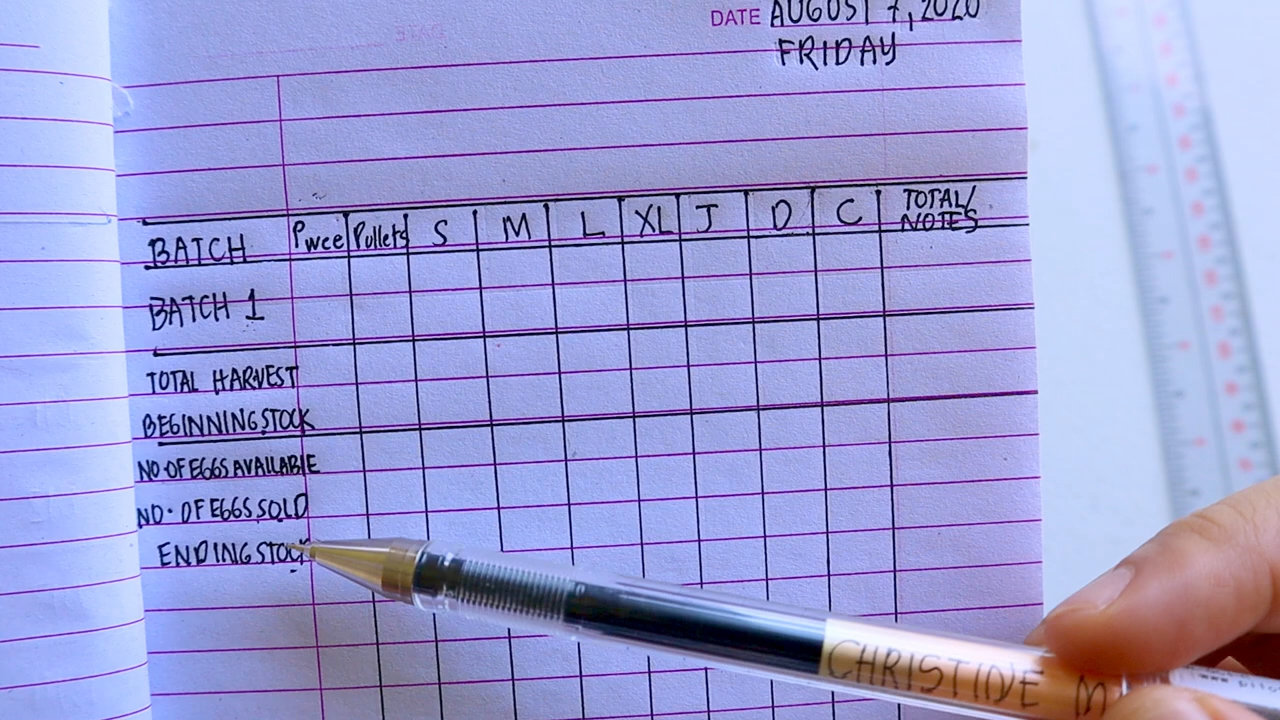 DATE AUGUST 7, 2020
FRIDAY
BATCH Pwee Pullets S M L XL J D C TOTAL/
NOTES
BATCH 1
TOTAL HARVEST
BEGINNING STOCK
NO. OF EGGS AVAILABLE
NO. OF EGGS SOLD
ENDING STOCK
CHRISTINE M